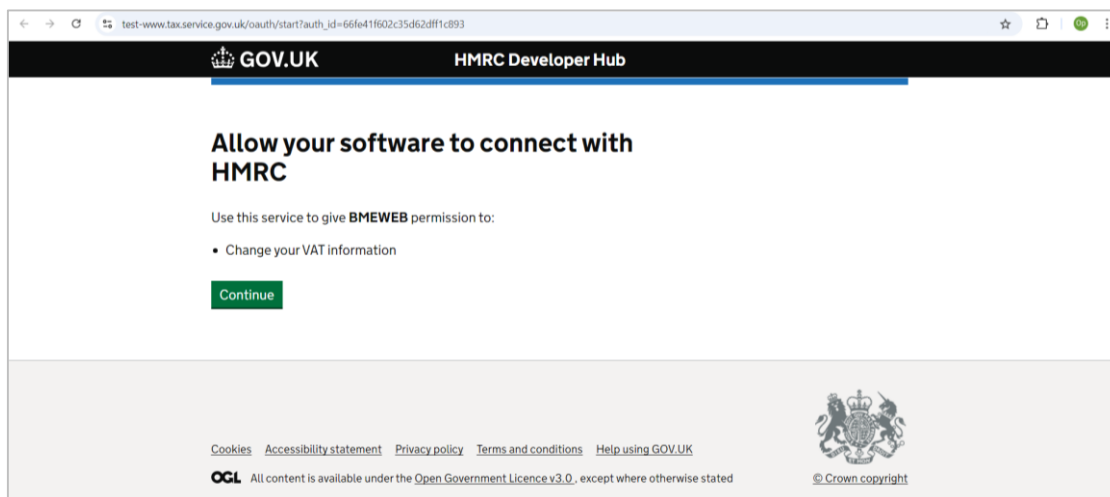 test-www.tax.service.gov.uk/oauth/start?auth_id=66fe41f602c35d62dff1c893
Op
GOV.UK HMRC Developer Hub
Allow your software to connect with
HMRC
Use this service to give BMEWEB permission to:
• Change your VAT information
Continue
Cookies Accessibility statement Privacy policy Terms and conditions Help using GOV.UK
OGL All content is available under the Open Government Licence v3.0 , except where otherwise stated
© Crown copyright